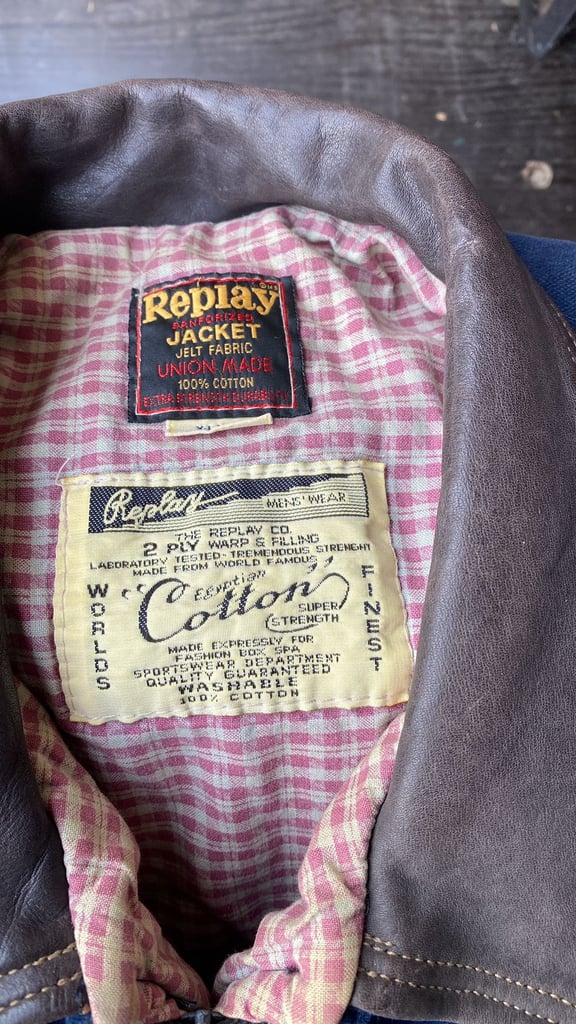 Replay
SANFORIZED
JACKET
JELT FABRIC
UNION MADE
100% COTTON
EXTRA STRENGTH DURABILITY
Replay
MENS' WEAR
THE REPLAY CO.
2 PLY WARP & FILLING
LABORATORY TESTED-TREMENDOUS STRENGHT
MADE FROM WORLD FAMOUS
WORLDS
"Egyptian
Cotton"
SUPER
STRENGTH
FINEST
MADE EXPRESSLY FOR
FASHION BOX SPA
SPORTSWEAR DEPARTMENT
QUALITY GUARANTEED
WASHABLE
100% COTTON